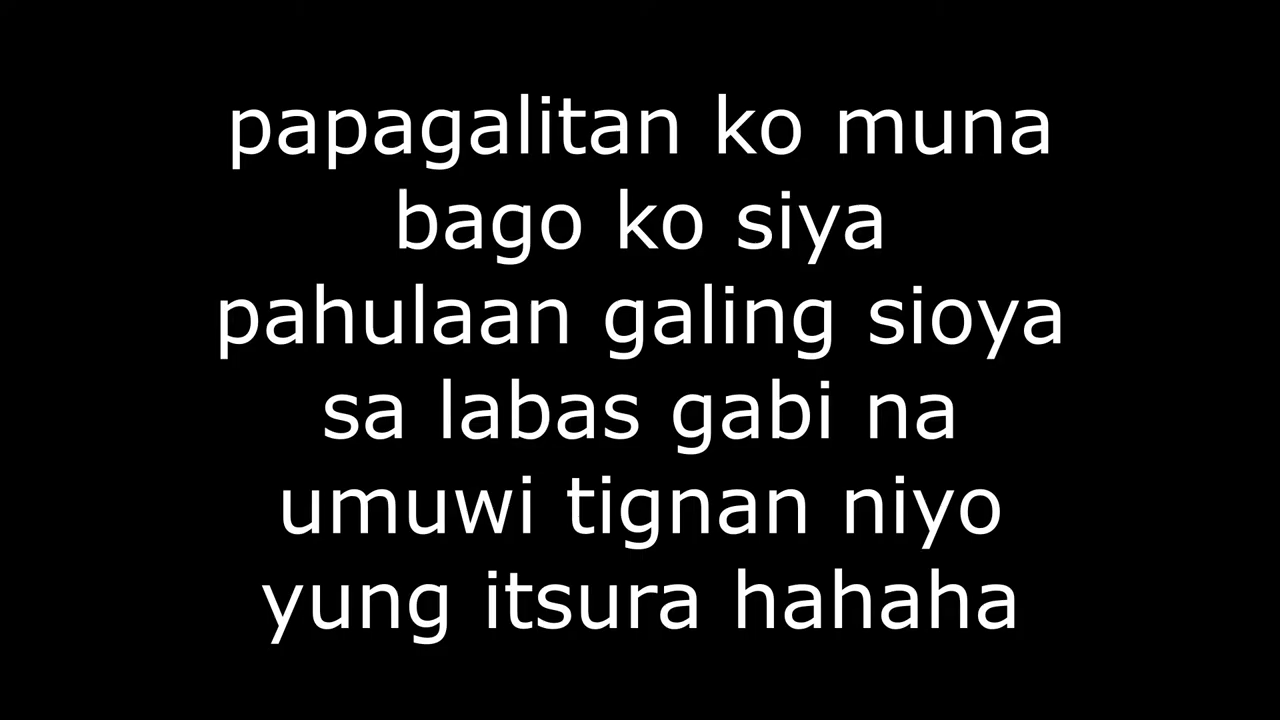 papagalitan ko muna
bago ko siya
pahulaan galing sioya
sa labas gabi na
umuwi tignan niyo
yung itsura hahaha